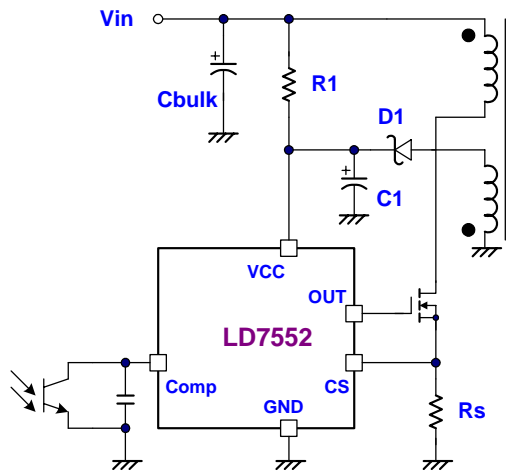 Vin
Cbulk
R1
D1
+
+
C1
VCC
OUT
LD7552
Comp
CS
GND
Rs